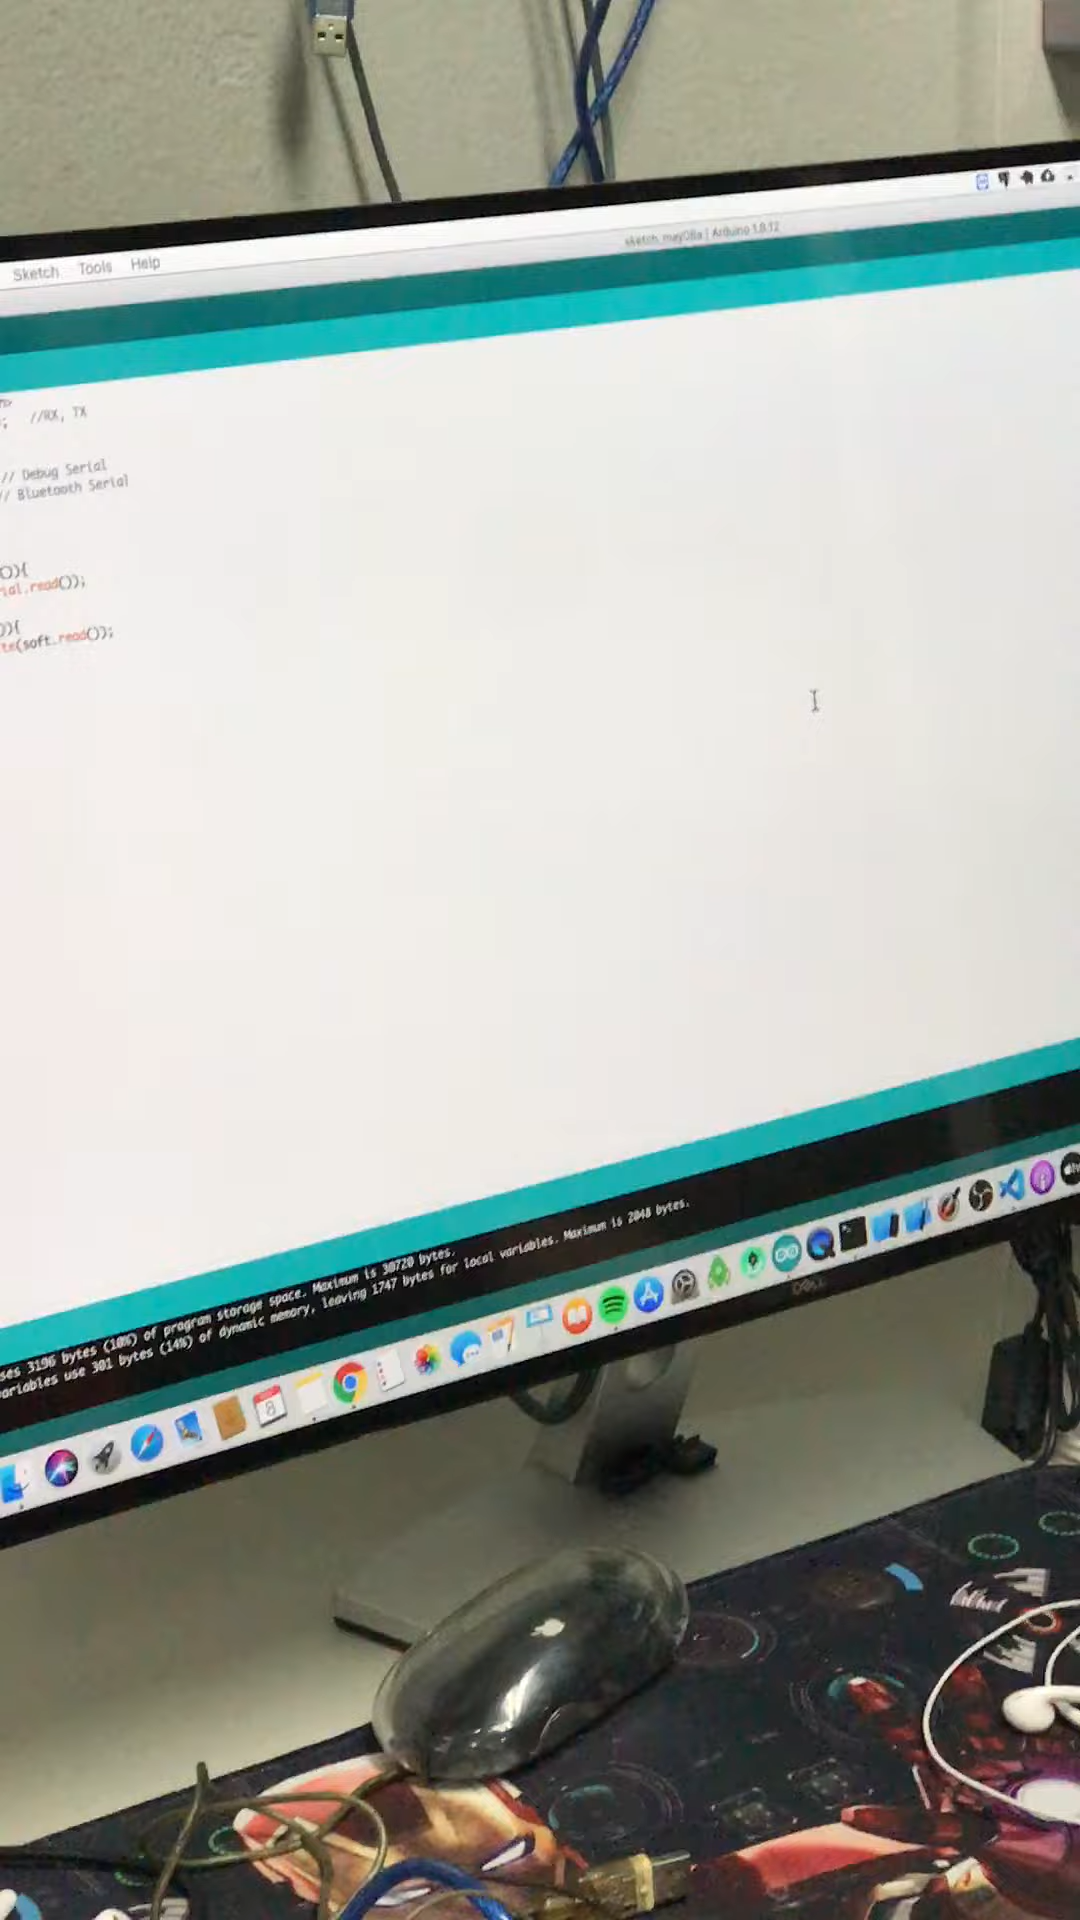 Sketch Tools Help
sketch_may08a | Arduino 1.8.12
; //RX, TX
// Debug Serial
// Bluetooth Serial
()){
ial.read());
)){
te(soft.read());
ses 3196 bytes (10%) of program storage space. Maximum is 30720 bytes.
ariables use 301 bytes (14%) of dynamic memory, leaving 1747 bytes for local variables. Maximum is 2048 bytes.
8
DELL